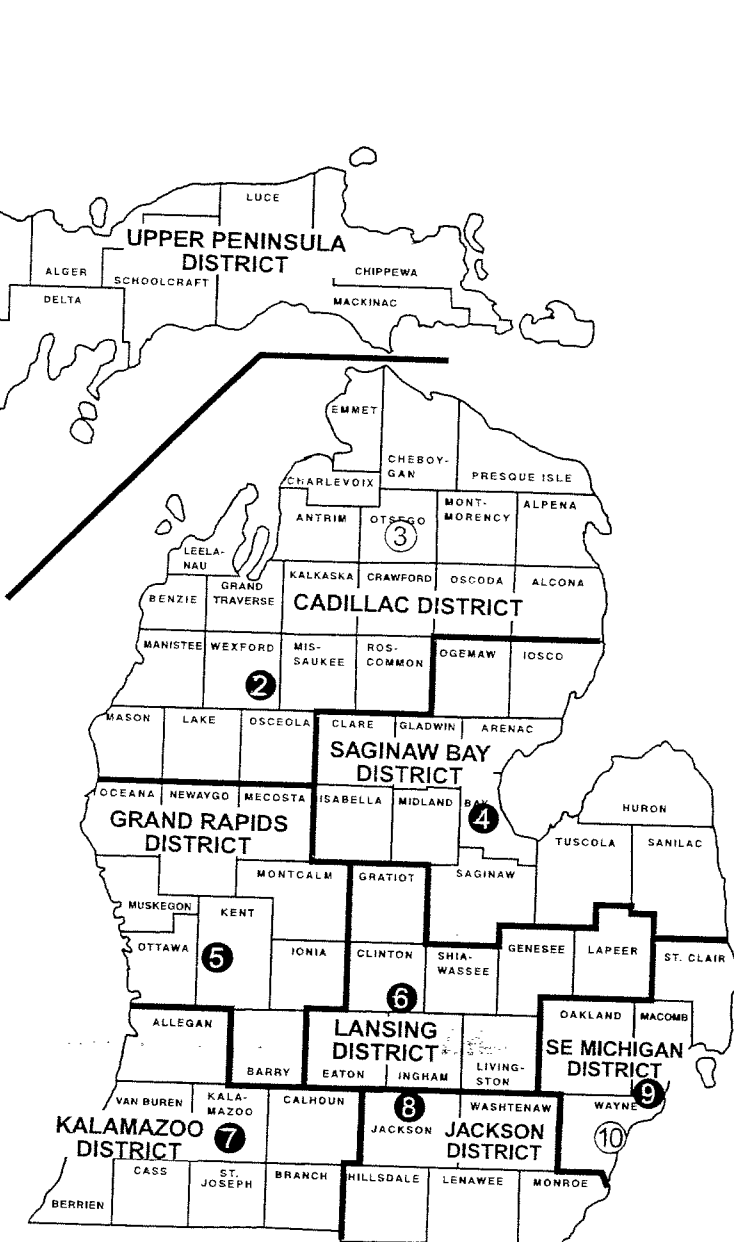 LUCE
UPPER PENINSULA
DISTRICT
ALGER
SCHOOLCRAFT
CHIPPEWA
DELTA
MACKINAC
EMMET
CHEBOY-
GAN
PRESQUE ISLE
CHARLEVOIX
ANTRIM
OTSEGO
3
MONT-
MORENCY
ALPENA
LEELA-
NAU
BENZIE
GRAND
TRAVERSE
KALKASKA
CRAWFORD
OSCODA
ALCONA
CADILLAC DISTRICT
MANISTEE
WEXFORD
MIS-
SAUKEE
ROS-
COMMON
OGEMAW
IOSCO
2
MASON
LAKE
OSCEOLA
CLARE
GLADWIN
ARENAC
SAGINAW BAY
DISTRICT
OCEANA
NEWAYGO
MECOSTA
ISABELLA
MIDLAND
BAY
4
HURON
GRAND RAPIDS
DISTRICT
TUSCOLA
SANILAC
MONTCALM
GRATIOT
SAGINAW
MUSKEGON
KENT
OTTAWA
5
IONIA
CLINTON
SHIA-
WASSEE
GENESEE
LAPEER
ST. CLAIR
6
ALLEGAN
BARRY
LANSING
DISTRICT
EATON
INGHAM
LIVING-
STON
OAKLAND
MACOMB
SE MICHIGAN
DISTRICT
9
VAN BUREN
KALA-
MAZOO
CALHOUN
8
JACKSON
WASHTENAW
WAYNE
10
KALAMAZOO
DISTRICT
7
JACKSON
DISTRICT
BERRIEN
CASS
ST.
JOSEPH
BRANCH
HILLSDALE
LENAWEE
MONROE